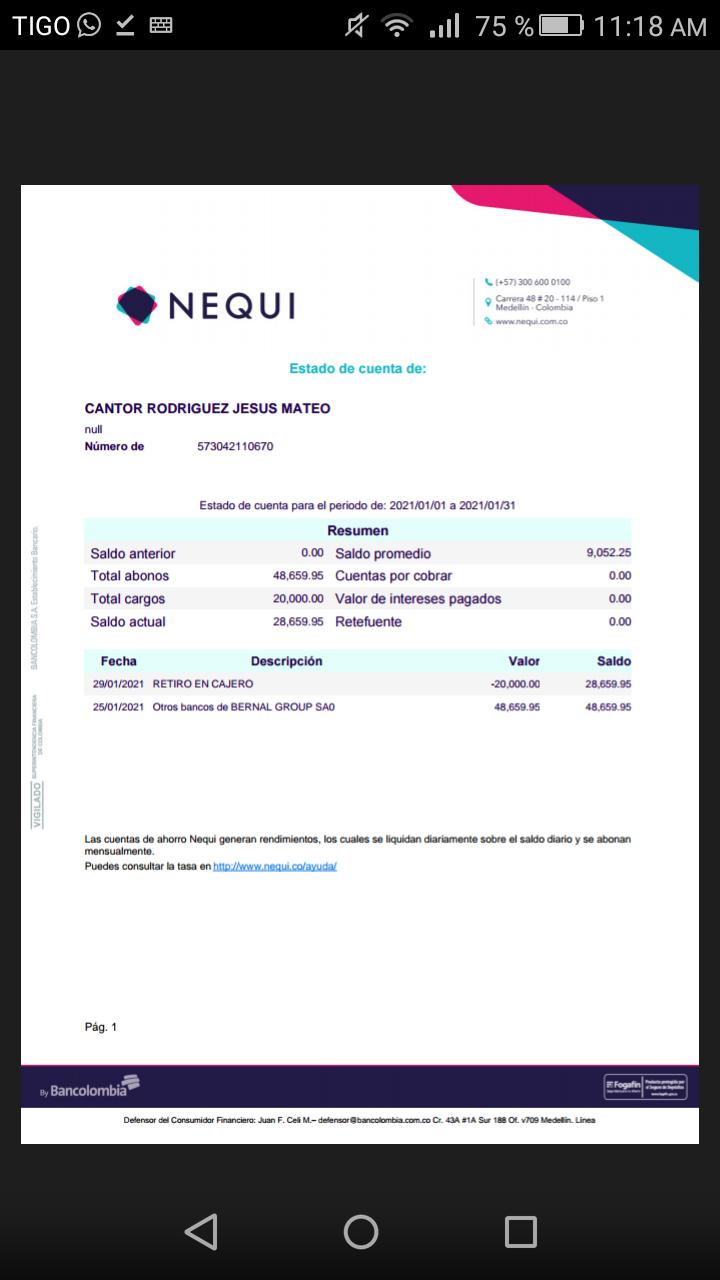 TIGO 75 % 11:18 AM
NEQUI
(+57) 300 600 0100
Carrera 48 # 20 - 114 / Piso 1
Medellín - Colombia
www.nequi.com.co
Estado de cuenta de:
CANTOR RODRIGUEZ JESUS MATEO
null
Número de 573042110670
Estado de cuenta para el periodo de: 2021/01/01 a 2021/01/31
Resumen
Saldo anterior 0.00 Saldo promedio 9,052.25
Total abonos 48,659.95 Cuentas por cobrar 0.00
Total cargos 20,000.00 Valor de intereses pagados 0.00
Saldo actual 28,659.95 Retefuente 0.00
Fecha Descripción Valor Saldo
29/01/2021 RETIRO EN CAJERO -20,000.00 28,659.95
25/01/2021 Otros bancos de BERNAL GROUP SA0 48,659.95 48,659.95
BANCOLOMBIA S.A. Establecimiento Bancario.
VIGILADO SUPERINTENDENCIA FINANCIERA
DE COLOMBIA
Las cuentas de ahorro Nequi generan rendimientos, los cuales se liquidan diariamente sobre el saldo diario y se abonan
mensualmente.
Puedes consultar la tasa en http://www.nequi.co/ayuda/
Pág. 1
By Bancolombia
Fogafín
Producto protegido por
el Seguro de Depósitos
Defensor del Consumidor Financiero: Juan F. Celi M.– defensor@bancolombia.com.co Cr. 43A #1A Sur 188 Of. v709 Medellín. Línea